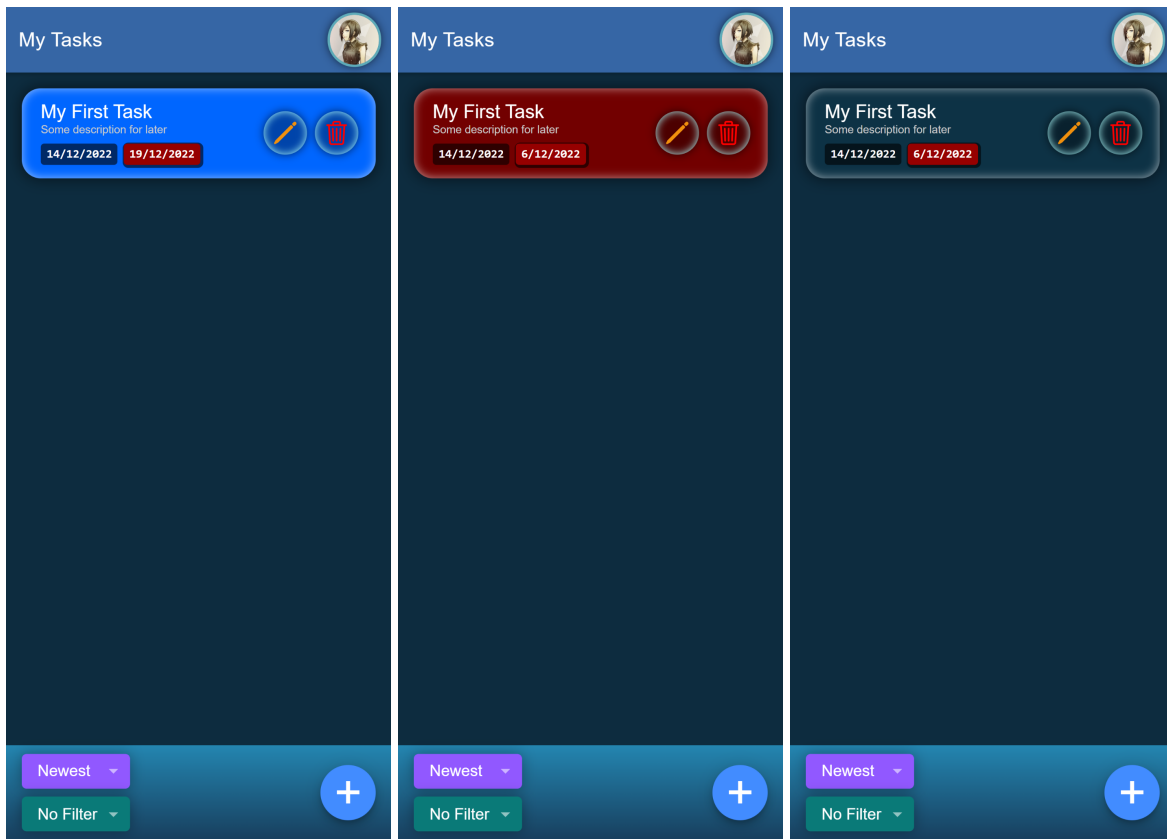 My Tasks
My First Task
Some description for later
14/12/2022 19/12/2022
Newest
No Filter
My Tasks
My First Task
Some description for later
14/12/2022 6/12/2022
Newest
No Filter
My Tasks
My First Task
Some description for later
14/12/2022 6/12/2022
Newest
No Filter